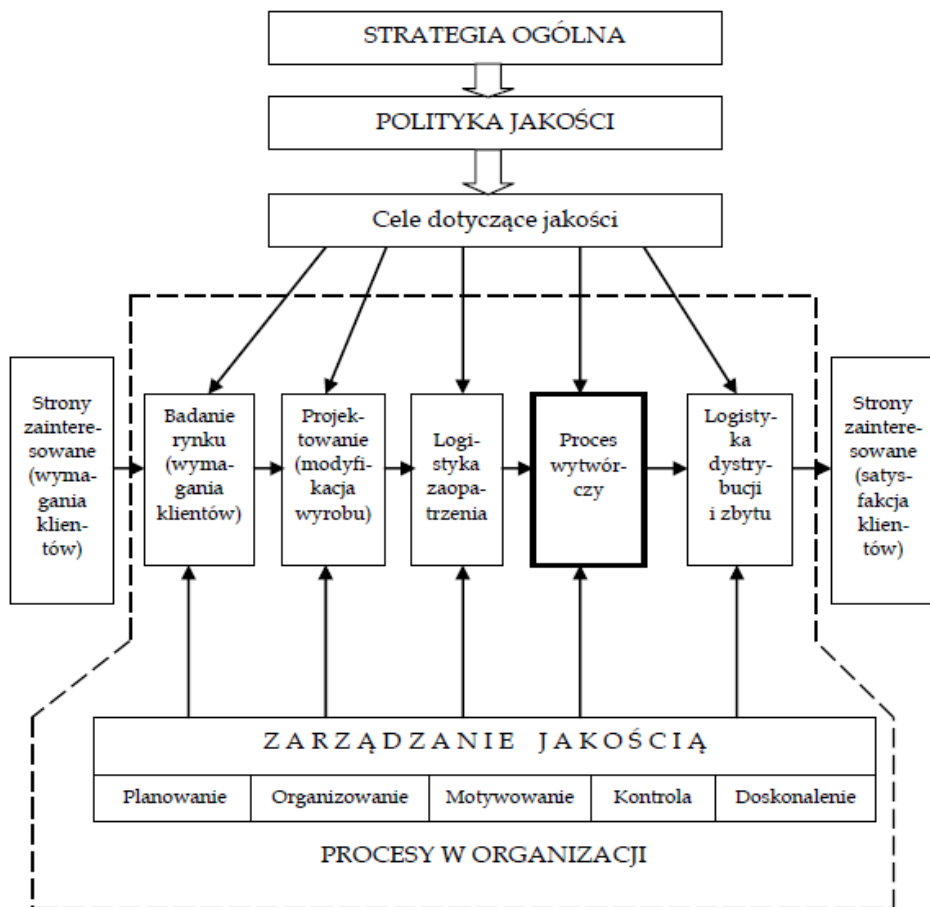 STRATEGIA OGÓLNA
POLITYKA JAKOŚCI
Cele dotyczące jakości
Strony
zaintere-
sowane
(wyma-
gania
klien-
tów)
Badanie
rynku
(wyma-
gania
klientów)
Projek-
towanie
(modyfi-
kacja
wyrobu)
Logi-
styka
zaopa-
trzenia
Proces
wytwór-
czy
Logisty-
ka
dystry-
bucji
i zbytu
Strony
zaintere-
sowane
(satys-
fakcja
klien-
tów)
ZARZĄDZANIE JAKOŚCIĄ
Planowanie
Organizowanie
Motywowanie
Kontrola
Doskonalenie
PROCESY W ORGANIZACJI